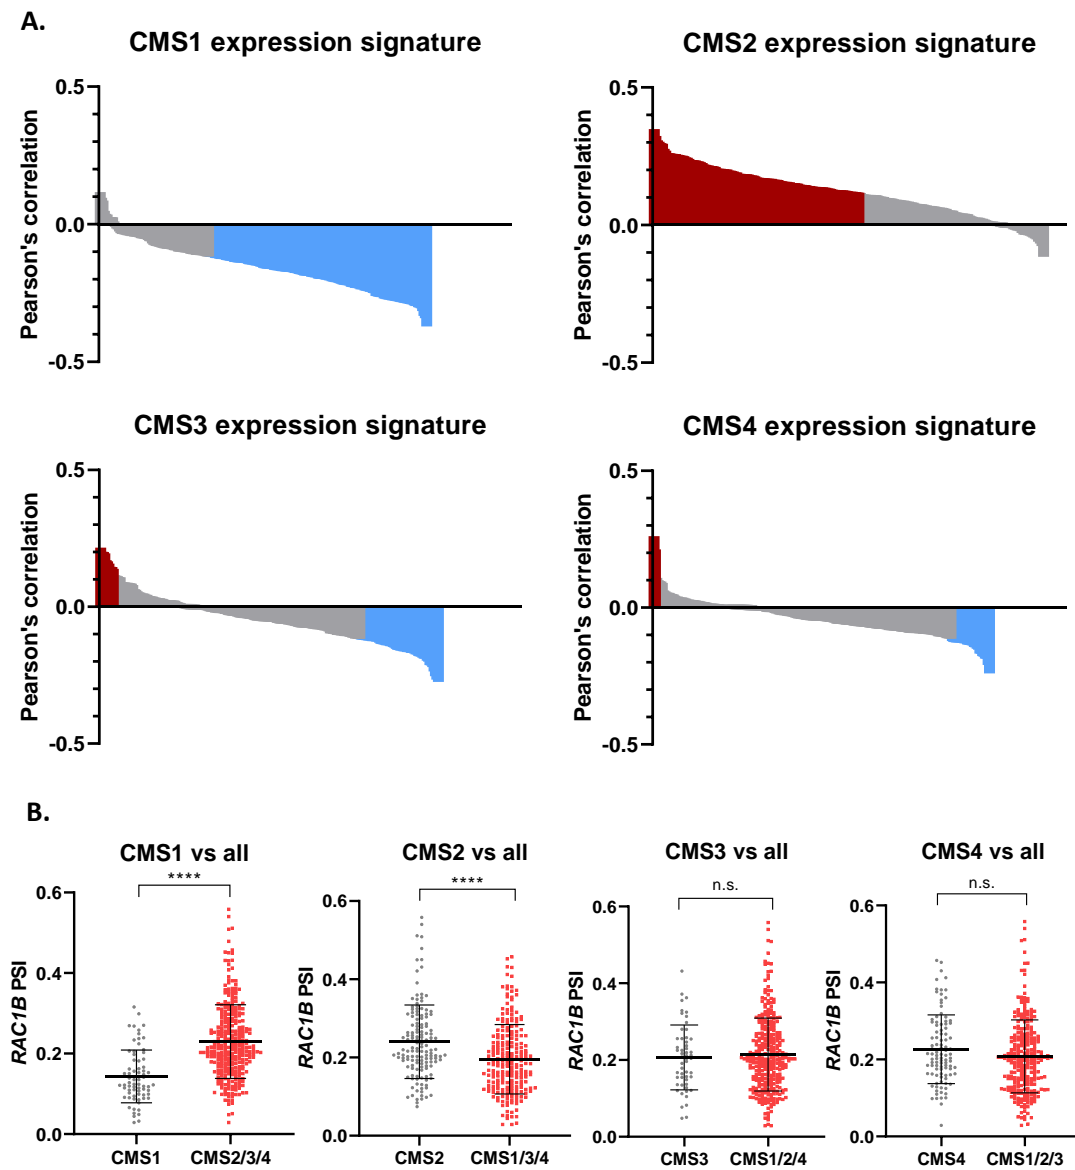 A.
CMS1 expression signature
CMS2 expression signature
Pearson's correlation
0.5
0.0
-0.5
Pearson's correlation
0.5
0.0
-0.5
CMS3 expression signature
CMS4 expression signature
Pearson's correlation
0.5
0.0
-0.5
Pearson's correlation
0.5
0.0
-0.5
B.
CMS1 vs all
****
RAC1B PSI
0.6
0.4
0.2
0.0
CMS1 CMS2/3/4
CMS2 vs all
****
RAC1B PSI
0.6
0.4
0.2
0.0
CMS2 CMS1/3/4
CMS3 vs all
n.s.
RAC1B PSI
0.6
0.4
0.2
0.0
CMS3 CMS1/2/4
CMS4 vs all
n.s.
RAC1B PSI
0.6
0.4
0.2
0.0
CMS4 CMS1/2/3